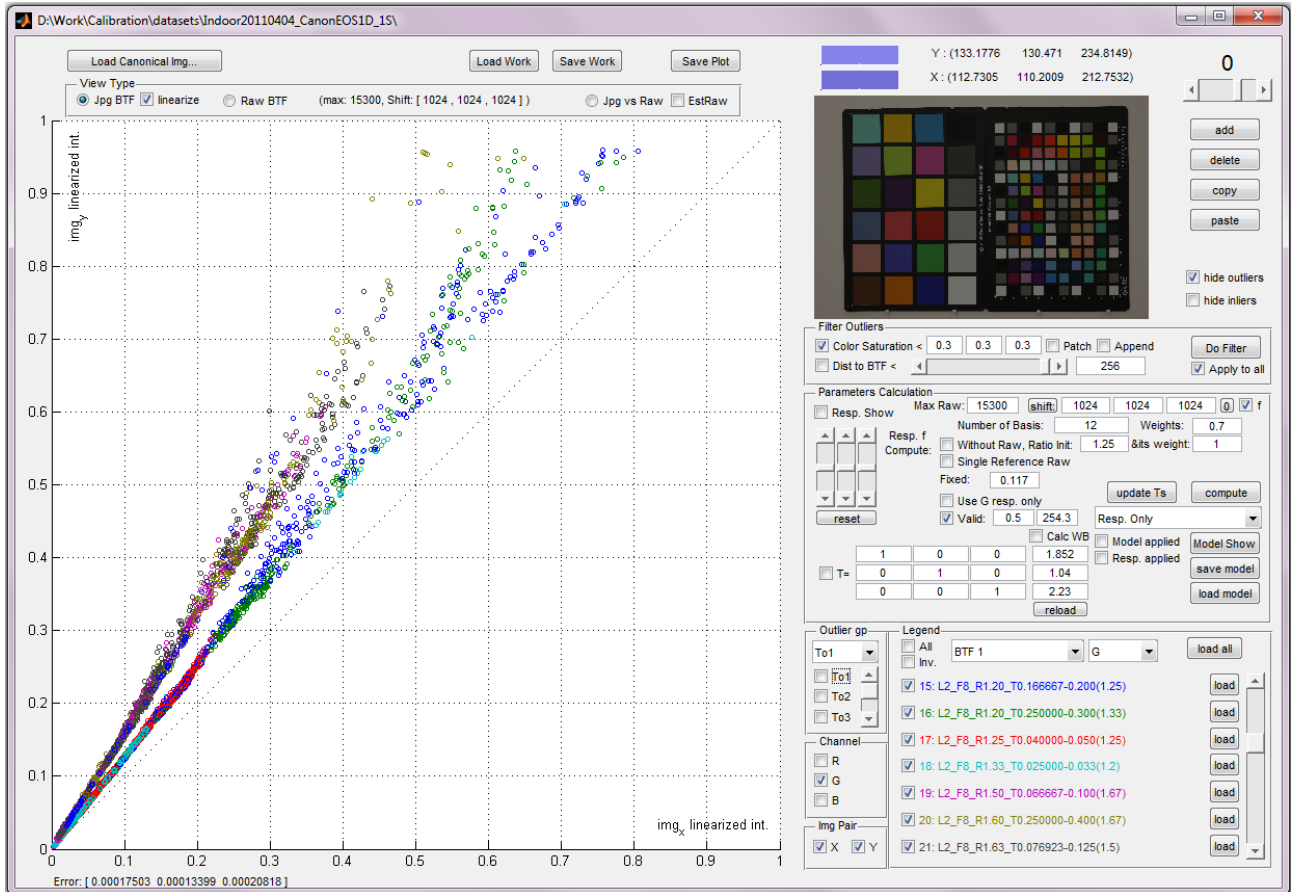 D:\Work\Calibration\datasets\Indoor20110404_CanonEOS1D_1S\
Load Canonical Img...
Load Work
Save Work
Save Plot
View Type
Jpg BTF
linearize
Raw BTF
(max: 15300, Shift: [ 1024 , 1024 , 1024 ] )
Jpg vs Raw
EstRaw
1
0.9
0.8
0.7
0.6
0.5
0.4
0.3
0.2
0.1
0
img_y linearized int.
img_x linearized int.
0 0.1 0.2 0.3 0.4 0.5 0.6 0.7 0.8 0.9 1
Error: [ 0.00017503 0.00013399 0.00020818 ]
Y : (133.1776 130.471 234.8149)
X : (112.7305 110.2009 212.7532)
0
add
delete
copy
paste
hide outliers
hide inliers
Filter Outliers
Color Saturation < 0.3 0.3 0.3 Patch Append
Do Filter
Dist to BTF < 256
Apply to all
Parameters Calculation
Resp. Show
Max Raw: 15300 shift: 1024 1024 1024 0 f
Number of Basis: 12 Weights: 0.7
Resp. f
Compute:
Without Raw, Ratio Init: 1.25 &its weight: 1
Single Reference Raw
Fixed: 0.117
update Ts
compute
Use G resp. only
reset
Valid: 0.5 254.3
Resp. Only
Calc WB
Model applied
Model Show
Resp. applied
save model
load model
T=
1 0 0 1.852
0 1 0 1.04
0 0 1 2.23
reload
Outlier gp
To1
To1
To2
To3
Channel
R
G
B
Img Pair
X Y
Legend
All
Inv.
BTF 1
G
load all
15: L2_F8_R1.20_T0.166667-0.200(1.25) load
16: L2_F8_R1.20_T0.250000-0.300(1.33) load
17: L2_F8_R1.25_T0.040000-0.050(1.25) load
18: L2_F8_R1.33_T0.025000-0.033(1.2) load
19: L2_F8_R1.50_T0.066667-0.100(1.67) load
20: L2_F8_R1.60_T0.250000-0.400(1.67) load
21: L2_F8_R1.63_T0.076923-0.125(1.5) load